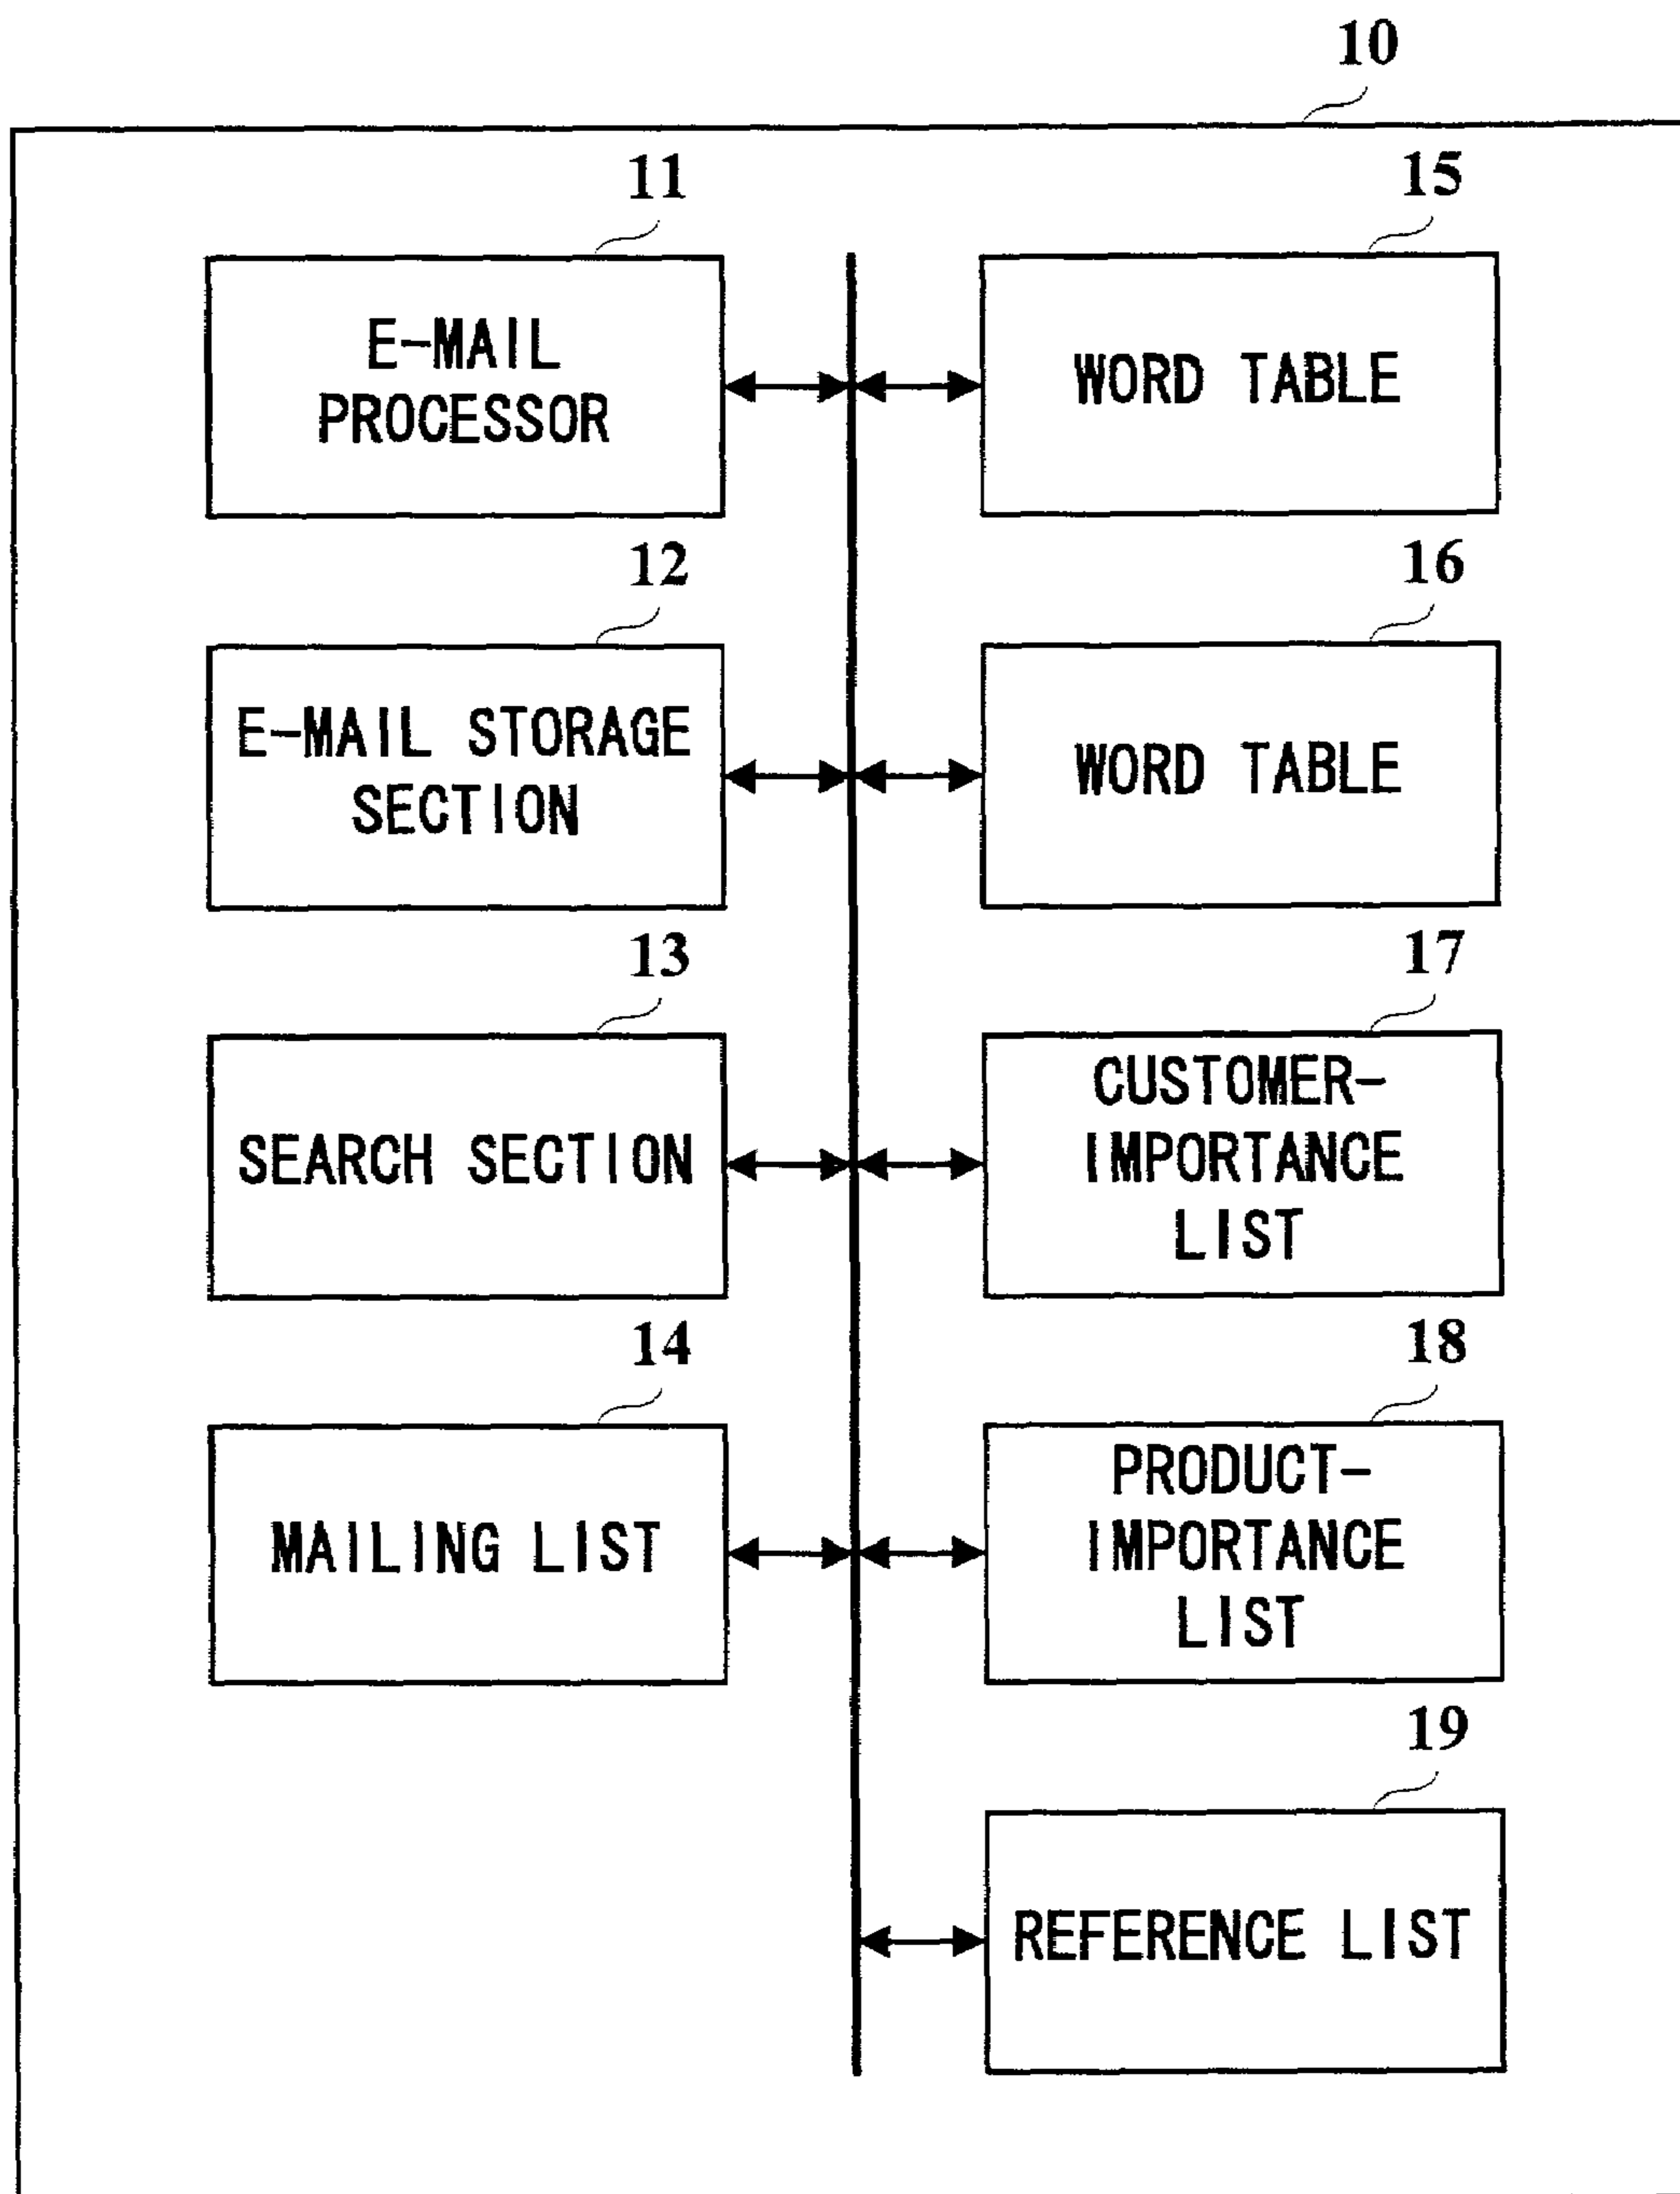 10
11
E-MAIL
PROCESSOR
15
WORD TABLE
12
E-MAIL STORAGE
SECTION
16
WORD TABLE
13
SEARCH SECTION
17
CUSTOMER-
IMPORTANCE
LIST
14
MAILING LIST
18
PRODUCT-
IMPORTANCE
LIST
19
REFERENCE LIST